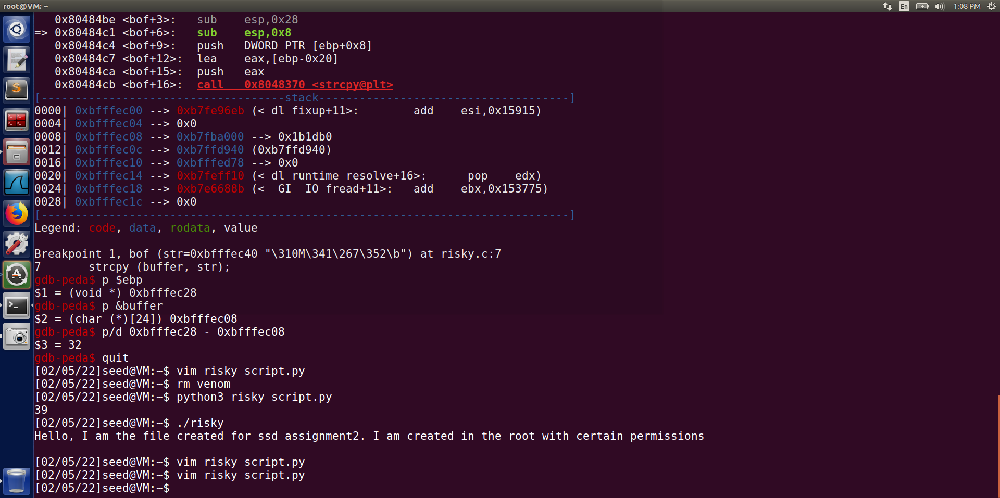 root@VM: ~
En
1:08 PM
   0x80484be <bof+3>:   sub    esp,0x28
=> 0x80484c1 <bof+6>:   sub    esp,0x8
   0x80484c4 <bof+9>:   push   DWORD PTR [ebp+0x8]
   0x80484c7 <bof+12>:  lea    eax,[ebp-0x20]
   0x80484ca <bof+15>:  push   eax
   0x80484cb <bof+16>:  call   0x8048370 <strcpy@plt>
[------------------------------------stack-------------------------------------]
0000| 0xbfffec00 --> 0xb7fe96eb (<_dl_fixup+11>:        add    esi,0x15915)
0004| 0xbfffec04 --> 0x0
0008| 0xbfffec08 --> 0xb7fba000 --> 0x1b1db0
0012| 0xbfffec0c --> 0xb7ffd940 (0xb7ffd940)
0016| 0xbfffec10 --> 0xbfffed78 --> 0x0
0020| 0xbfffec14 --> 0xb7feff10 (<_dl_runtime_resolve+16>:      pop    edx)
0024| 0xbfffec18 --> 0xb7e6688b (<__GI__IO_fread+11>:   add    ebx,0x153775)
0028| 0xbfffec1c --> 0x0
[------------------------------------------------------------------------------]
Legend: code, data, rodata, value
Breakpoint 1, bof (str=0xbfffec40 "\310M\341\267\352\b") at risky.c:7
7       strcpy (buffer, str);
gdb-peda$ p $ebp
$1 = (void *) 0xbfffec28
gdb-peda$ p &buffer
$2 = (char (*)[24]) 0xbfffec08
gdb-peda$ p/d 0xbfffec28 - 0xbfffec08
$3 = 32
gdb-peda$ quit
[02/05/22]seed@VM:~$ vim risky_script.py
[02/05/22]seed@VM:~$ rm venom
[02/05/22]seed@VM:~$ python3 risky_script.py
39
[02/05/22]seed@VM:~$ ./risky
Hello, I am the file created for ssd_assignment2. I am created in the root with certain permissions
[02/05/22]seed@VM:~$ vim risky_script.py
[02/05/22]seed@VM:~$ vim risky_script.py
[02/05/22]seed@VM:~$